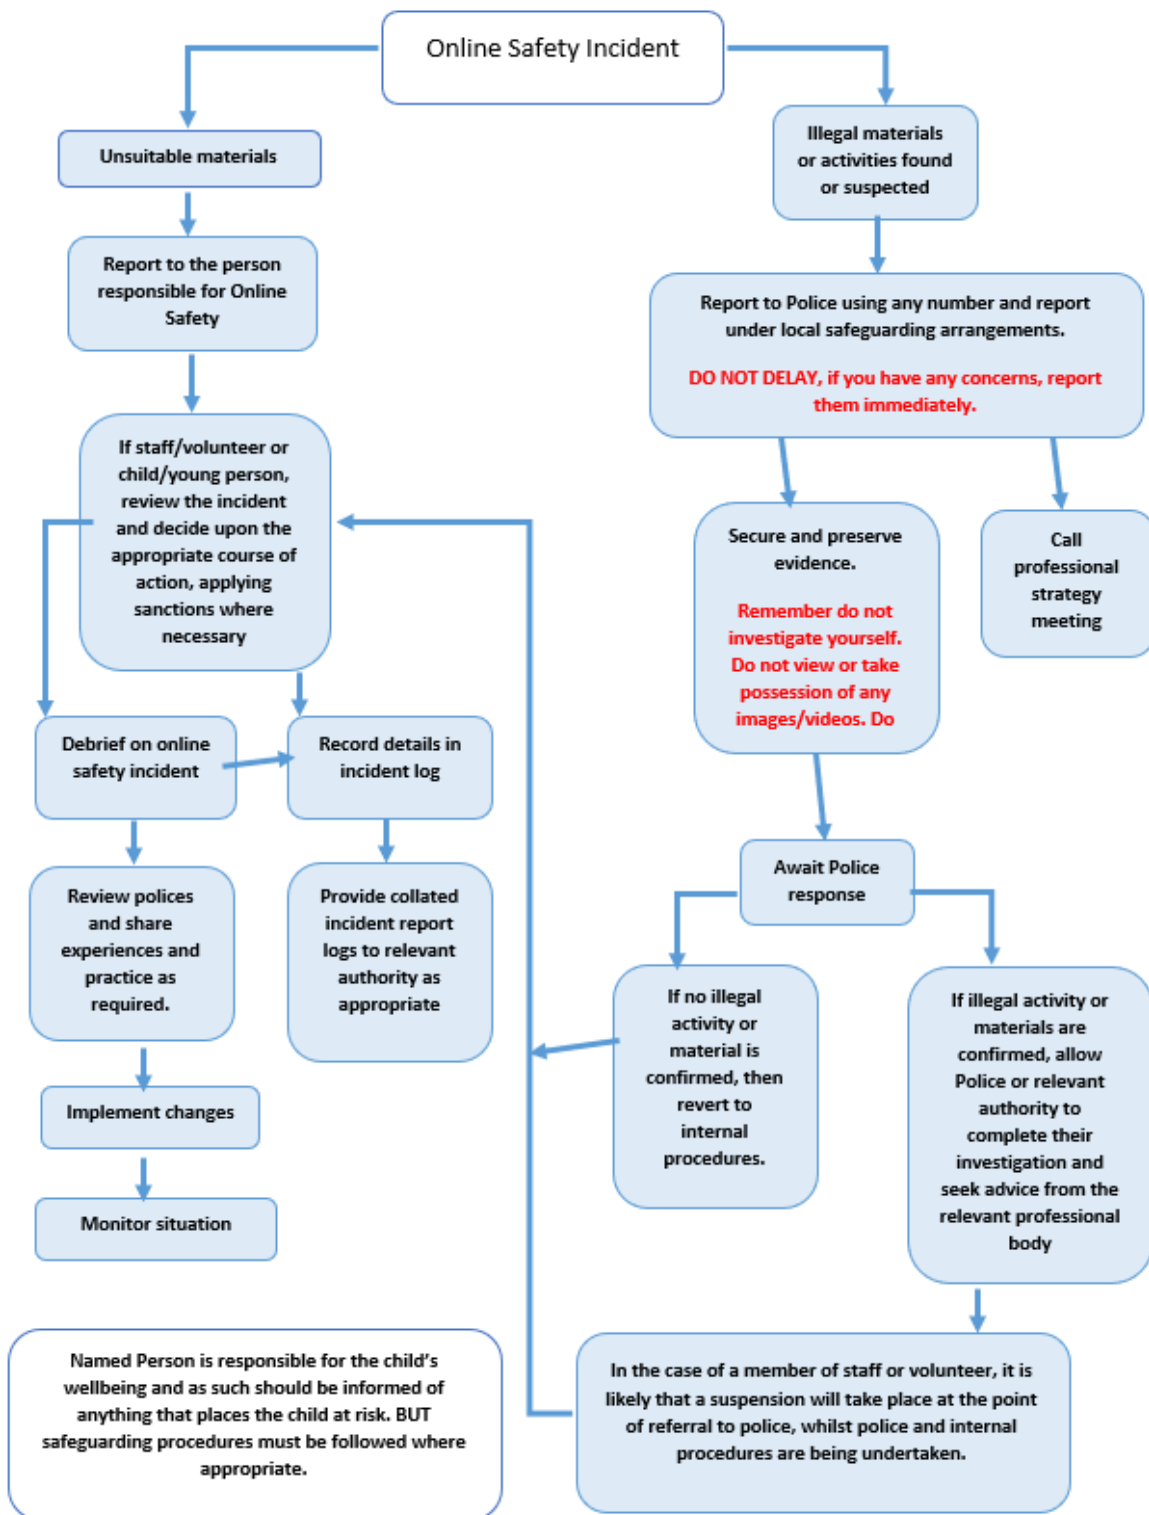 Online Safety Incident
Unsuitable materials
Illegal materials
or activities found
or suspected
Report to the person
responsible for Online
Safety
Report to Police using any number and report
under local safeguarding arrangements.
DO NOT DELAY, if you have any concerns, report
them immediately.
If staff/volunteer or
child/young person,
review the incident
and decide upon the
appropriate course of
action, applying
sanctions where
necessary
Secure and preserve
evidence.
Remember do not
investigate yourself.
Do not view or take
possession of any
images/videos. Do
Call
professional
strategy
meeting
Debrief on online
safety incident
Record details in
incident log
Await Police
response
Review polices
and share
experiences and
practice as
required.
Provide collated
incident report
logs to relevant
authority as
appropriate
If no illegal
activity or
material is
confirmed, then
revert to
internal
procedures.
If illegal activity or
materials are
confirmed, allow
Police or relevant
authority to
complete their
investigation and
seek advice from the
relevant professional
body
Implement changes
Monitor situation
Named Person is responsible for the child's
wellbeing and as such should be informed of
anything that places the child at risk. BUT
safeguarding procedures must be followed where
appropriate.
In the case of a member of staff or volunteer, it is
likely that a suspension will take place at the point
of referral to police, whilst police and internal
procedures are being undertaken.